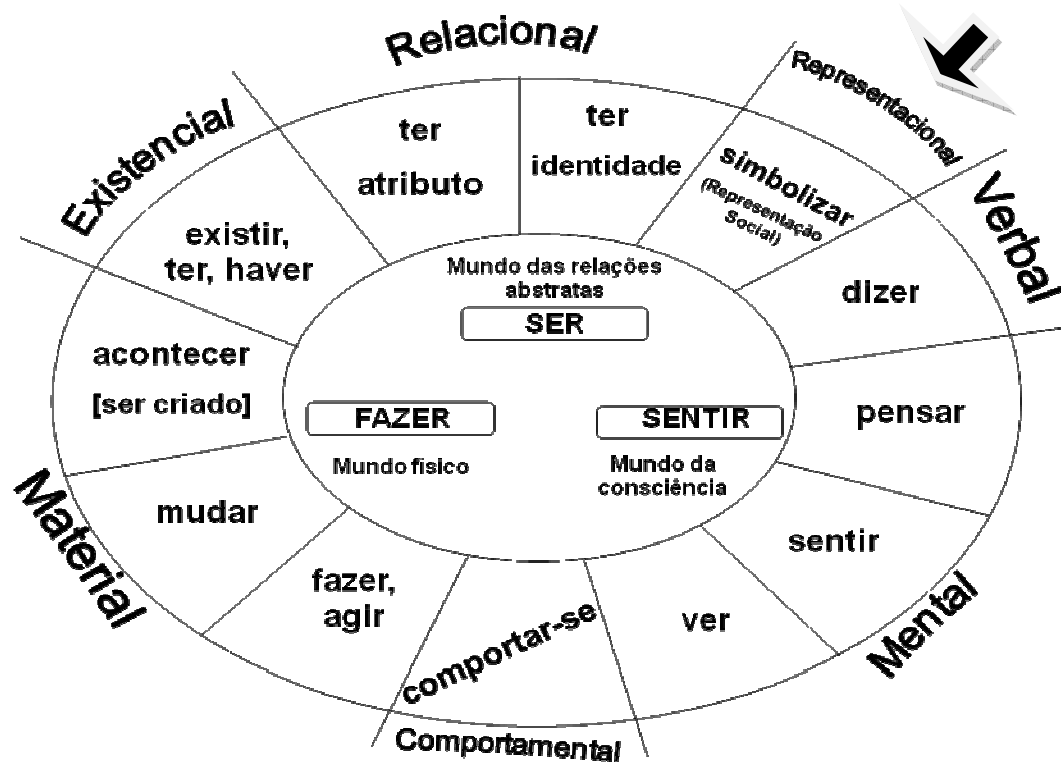 Relacional
Representacional
Existencial
Verbal
ter
atributo
ter
identidade
simbolizar
(Representação
Social)
existir,
ter, haver
dizer
Mundo das relações
abstratas
SER
acontecer
[ser criado]
pensar
FAZER
SENTIR
Mundo fisico
Mundo da
consciência
Material
mudar
sentir
Mental
fazer,
agir
comportar-se
ver
Comportamental